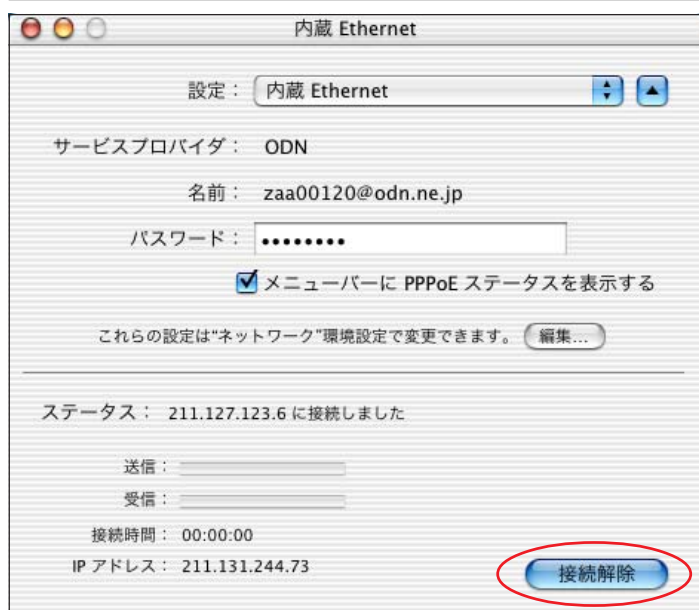 内蔵 Ethernet
設定： 内蔵 Ethernet
サービスプロバイダ： ODN
名前： zaa00120@odn.ne.jp
パスワード： ••••••••
メニューバーに PPPoE ステータスを表示する
これらの設定は“ネットワーク”環境設定で変更できます。 編集...
ステータス： 211.127.123.6 に接続しました
送信：
受信：
接続時間： 00:00:00
IP アドレス： 211.131.244.73
接続解除